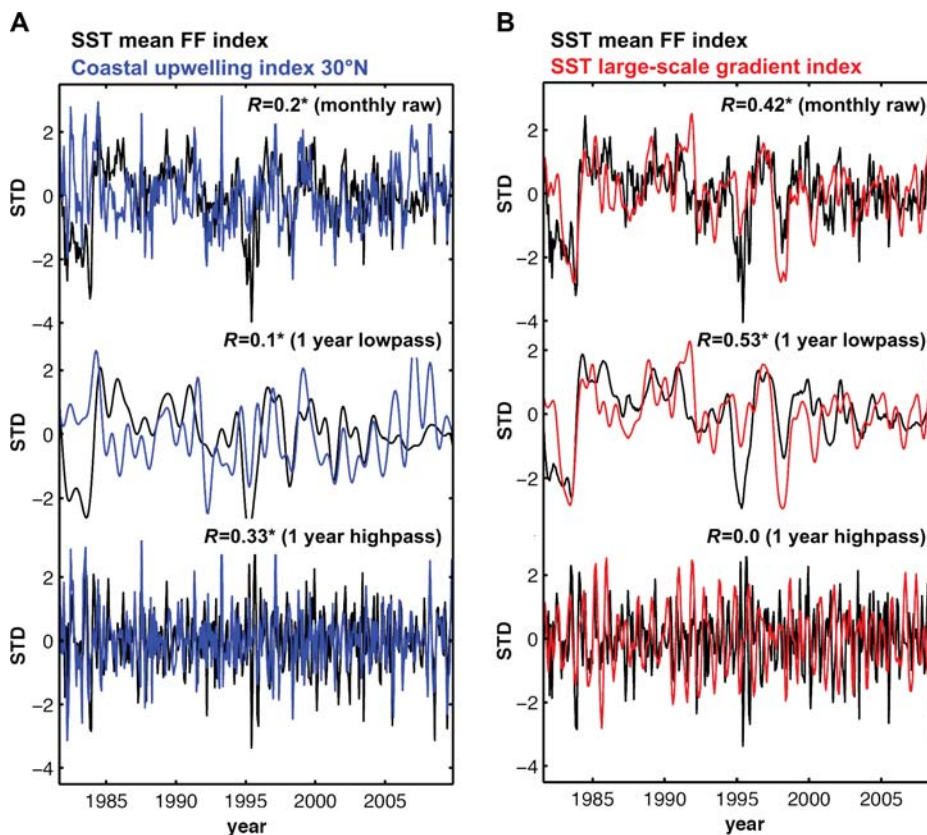 A
SST mean FF index
Coastal upwelling index 30°N
R=0.2* (monthly raw)
2
0
−2
−4
STD
R=0.1* (1 year lowpass)
2
0
−2
STD
R=0.33* (1 year highpass)
2
0
−2
−4
STD
1985 1990 1995 2000 2005
year
B
SST mean FF index
SST large-scale gradient index
R=0.42* (monthly raw)
2
0
−2
−4
STD
R=0.53* (1 year lowpass)
2
0
−2
STD
R=0.0 (1 year highpass)
2
0
−2
−4
STD
1985 1990 1995 2000 2005
year